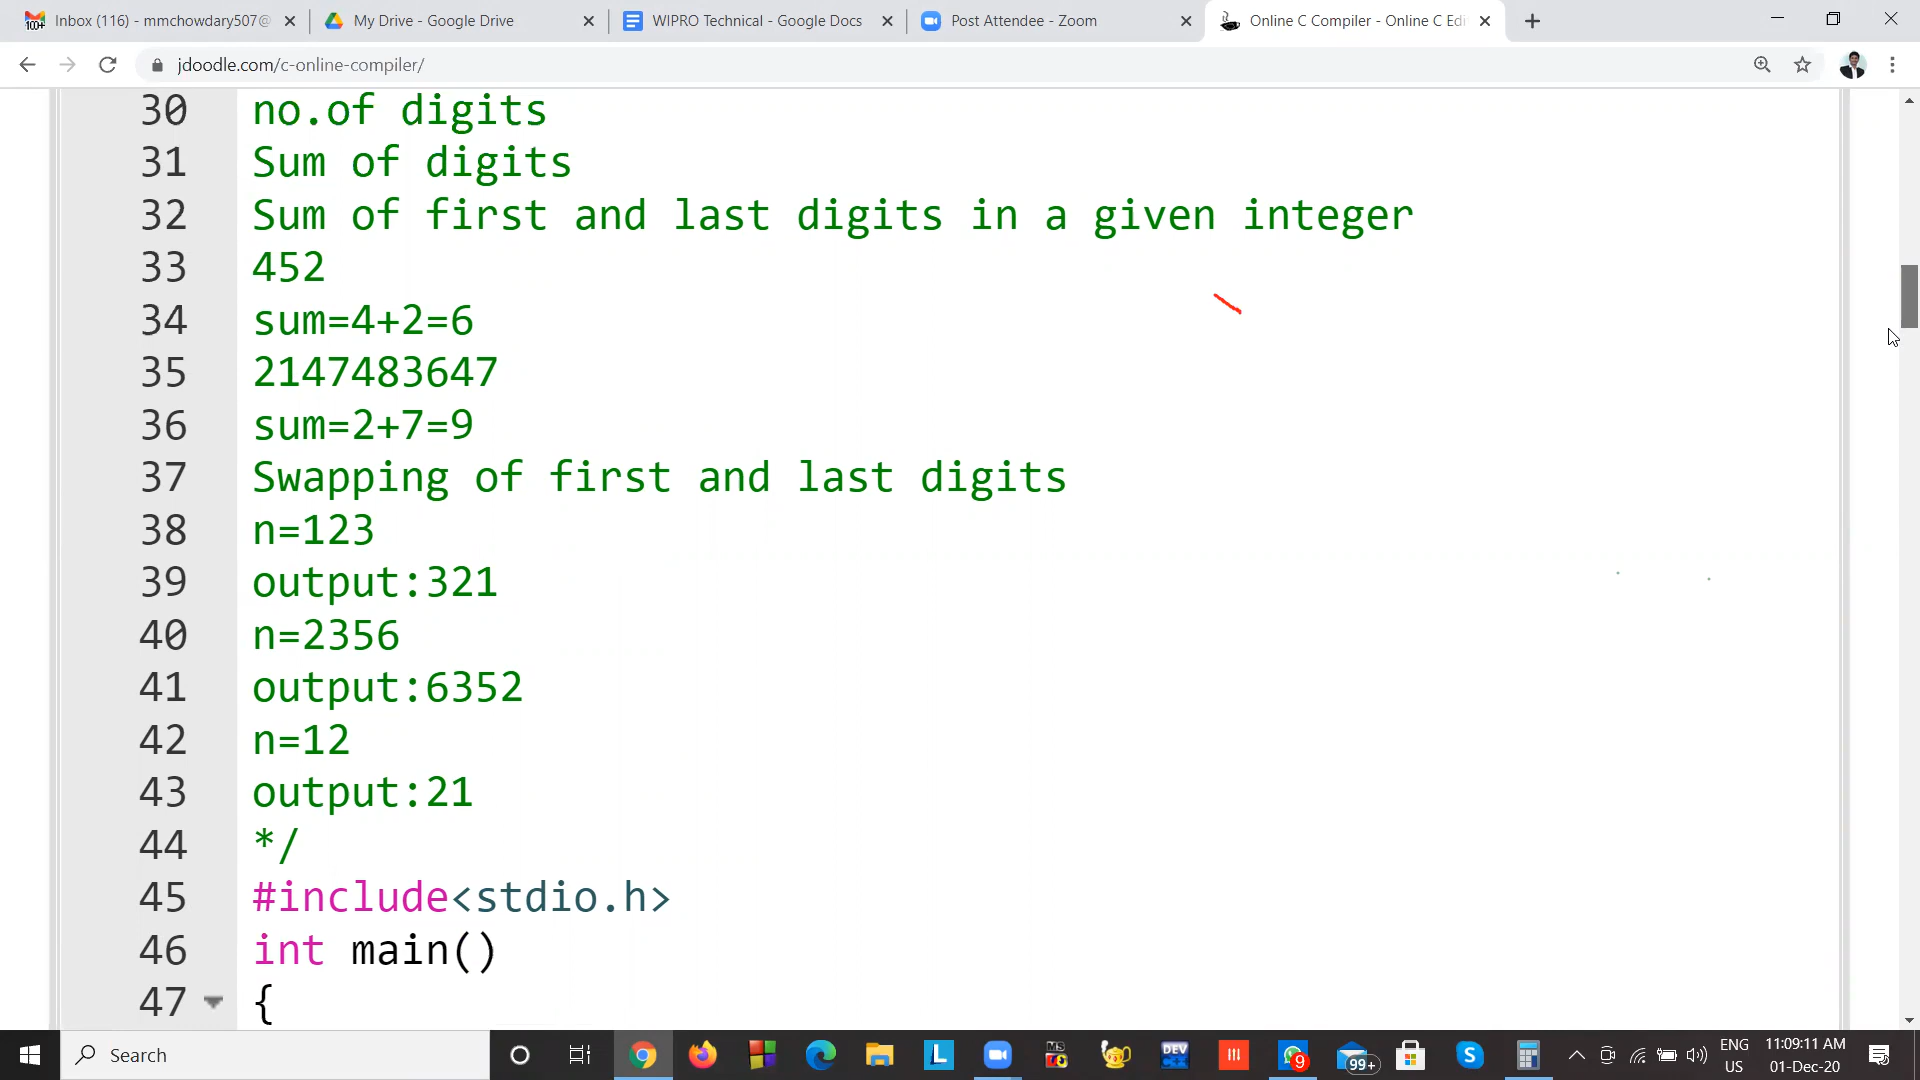 Inbox (116) - mmchowdary507@
My Drive - Google Drive
WIPRO Technical - Google Docs
Post Attendee - Zoom
Online C Compiler - Online C Edi
jdoodle.com/c-online-compiler/
30 no.of digits
31 Sum of digits
32 Sum of first and last digits in a given integer
33 452
34 sum=4+2=6
35 2147483647
36 sum=2+7=9
37 Swapping of first and last digits
38 n=123
39 output:321
40 n=2356
41 output:6352
42 n=12
43 output:21
44 */
45 #include<stdio.h>
46 int main()
47 {
Search
L
DEV
9
99+
S
ENG
US
11:09:11 AM
01-Dec-20